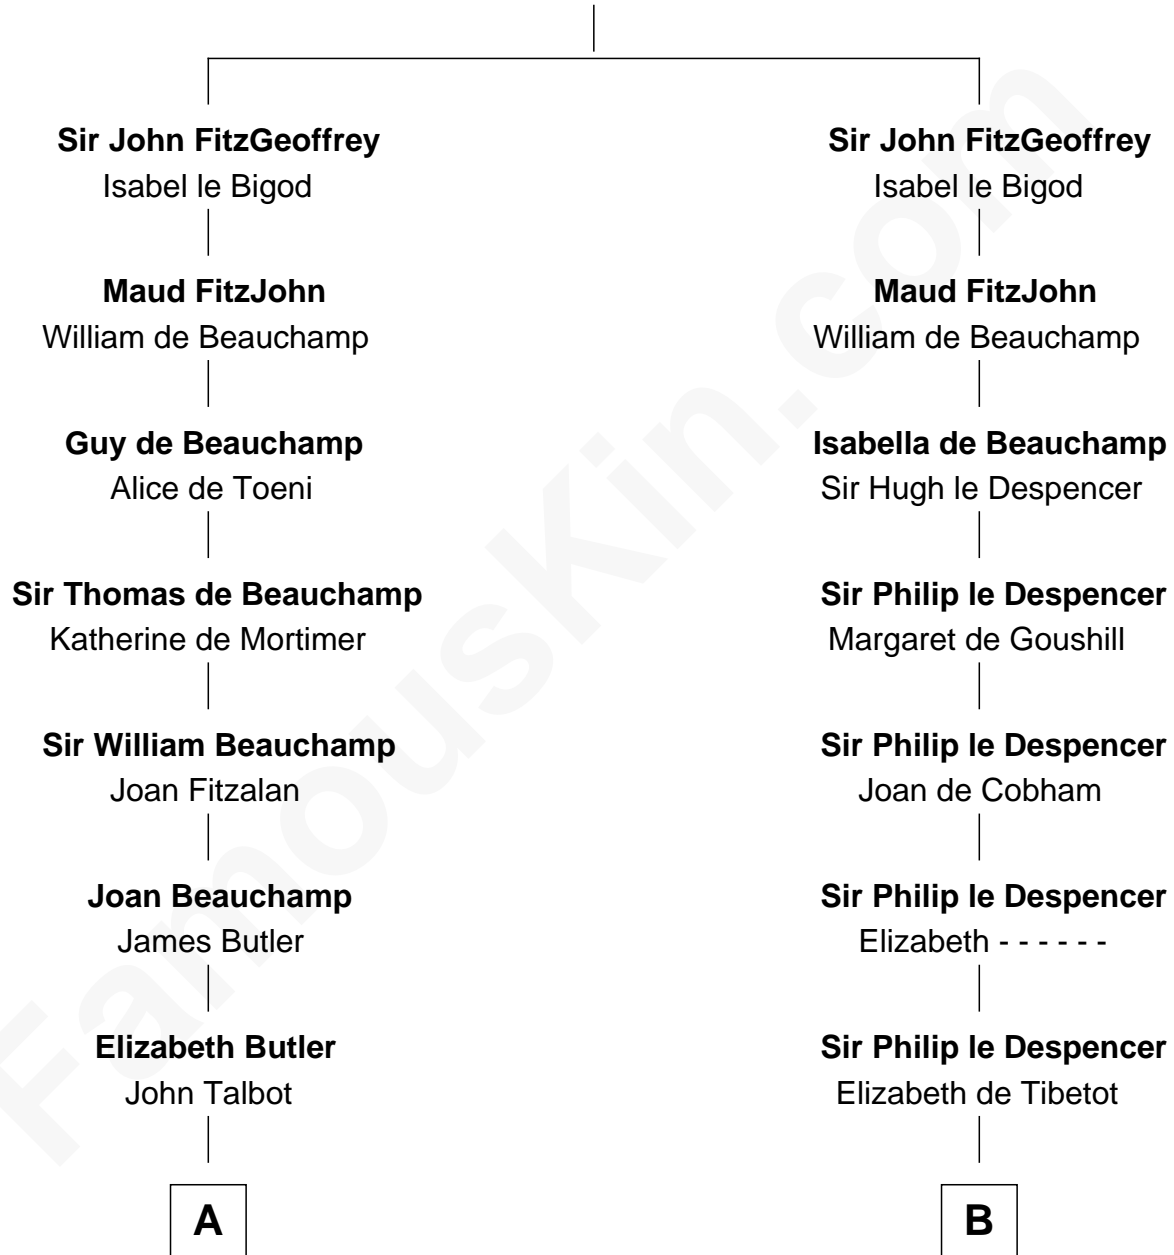 Sir John FitzGeoffrey
Isabel le Bigod
Maud FitzJohn
William de Beauchamp
Guy de Beauchamp
Alice de Toeni
Sir Thomas de Beauchamp
Katherine de Mortimer
Sir William Beauchamp
Joan Fitzalan
Joan Beauchamp
James Butler
Elizabeth Butler
John Talbot
A
Sir John FitzGeoffrey
Isabel le Bigod
Maud FitzJohn
William de Beauchamp
Isabella de Beauchamp
Sir Hugh le Despencer
Sir Philip le Despencer
Margaret de Goushill
Sir Philip le Despencer
Joan de Cobham
Sir Philip le Despencer
Elizabeth - - - - - -
Sir Philip le Despencer
Elizabeth de Tibetot
B
FamousKin.com